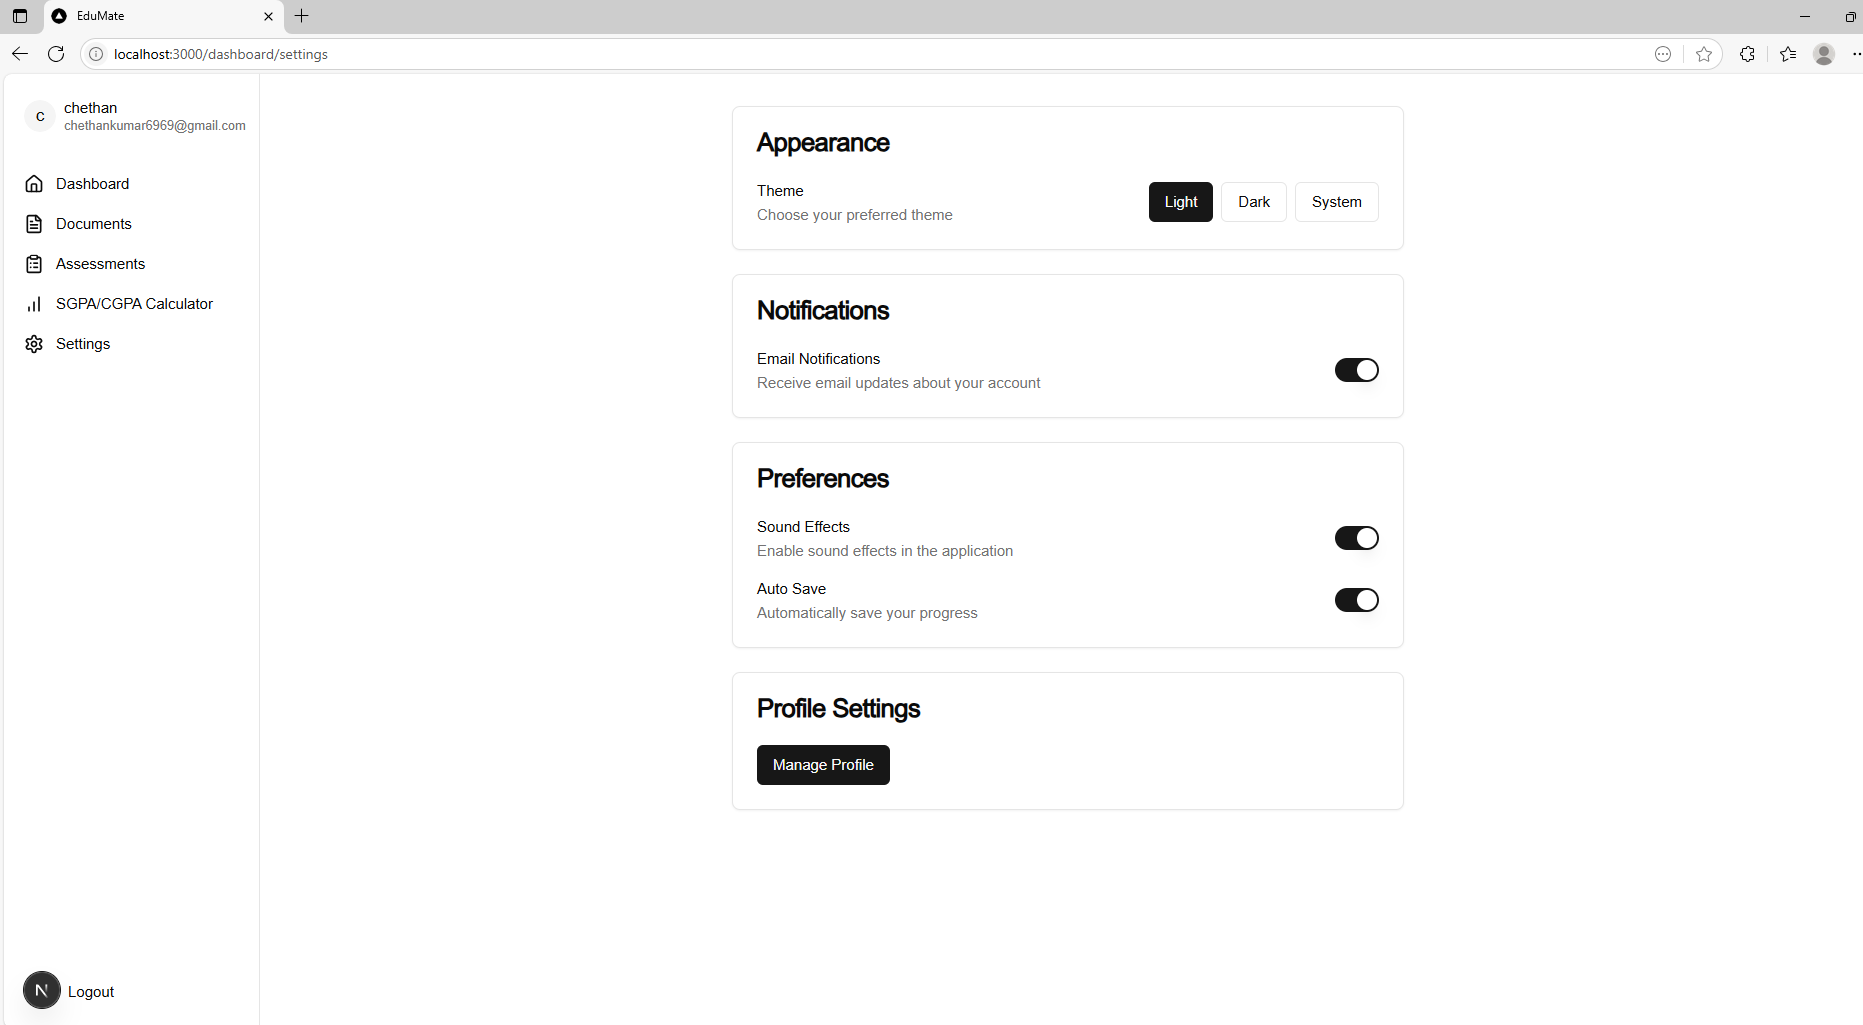 EduMate
localhost:3000/dashboard/settings
C
chethan
chethankumar6969@gmail.com
Dashboard
Documents
Assessments
SGPA/CGPA Calculator
Settings
Appearance
Theme
Choose your preferred theme
Light
Dark
System
Notifications
Email Notifications
Receive email updates about your account
Preferences
Sound Effects
Enable sound effects in the application
Auto Save
Automatically save your progress
Profile Settings
Manage Profile
N
Logout